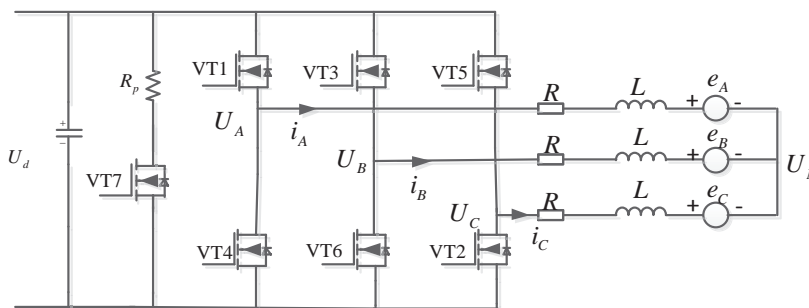 VT1
VT3
VT5
R_p
U_d
VT7
U_A
i_A
R
L
+
e_A
-
U_B
i_B
R
L
+
e_B
-
U_C
i_C
R
L
+
e_C
-
VT4
VT6
VT2
+
−